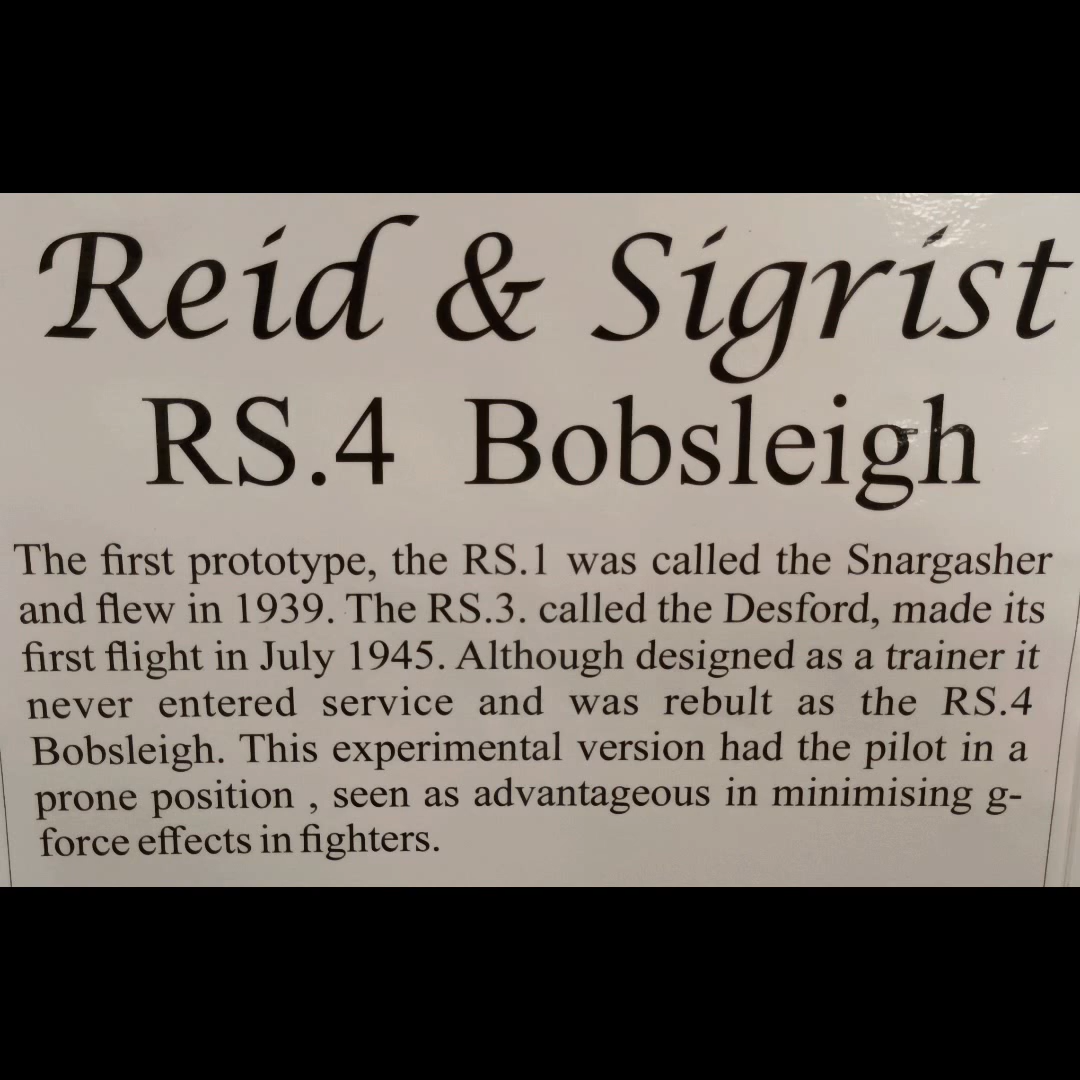 Reid & Sigrist
RS.4 Bobsleigh
The first prototype, the RS.1 was called the Snargasher
and flew in 1939. The RS.3. called the Desford, made its
first flight in July 1945. Although designed as a trainer it
never entered service and was rebult as the RS.4
Bobsleigh. This experimental version had the pilot in a
prone position , seen as advantageous in minimising g-
force effects in fighters.